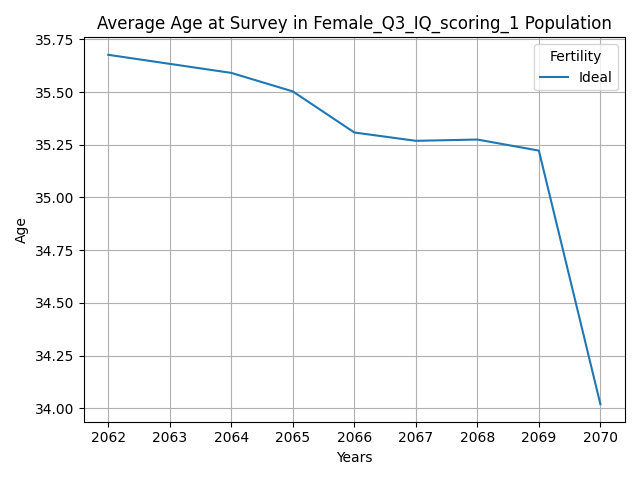 Average Age at Survey in Female_Q3_IQ_scoring_1 Population
Fertility
Ideal
Age
35.75
35.50
35.25
35.00
34.75
34.50
34.25
34.00
2062 2063 2064 2065 2066 2067 2068 2069 2070
Years